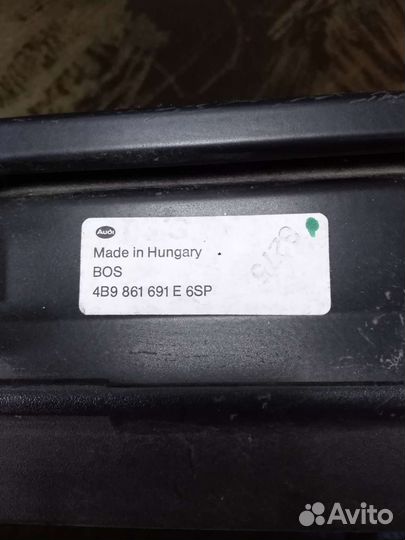 Audi
Made in Hungary
BOS
4B9 861 691 E 6SP
Avito